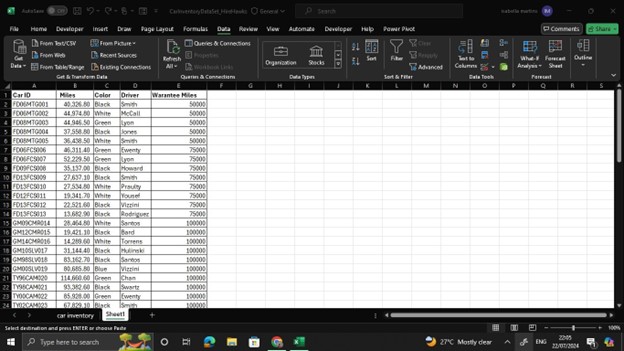 AutoSave Off CarInventoryDataSet_HindHawks General Search isabella martins M
File Home Developer Insert Draw Page Layout Formulas Data Review View Automate Developer Help Power Pivot Comments Share
From Text/CSV From Picture Queries & Connections Clear
From Web Recent Sources Properties Reapply
From Table/Range Existing Connections Workbook Links Advanced
Get Data Refresh All Organization Stocks Sort Filter Text to Columns Data Tools What-If Analysis Forecast Sheet Outline
Get & Transform Data Queries & Connections Data Types Sort & Filter Data Tools Forecast
A B C D E F G H I J K L M N O P Q R S
1 Car ID Miles Color Driver Warantee Miles
2 FD06MTG001 40,326.80 Black Smith 50000
3 FD06MTG002 44,974.80 White McCall 50000
4 FD08MTG003 44,946.50 Green Lyon 50000
5 FD08MTG004 37,558.80 Black Jones 50000
6 FD08MTG005 36,438.50 White Smith 50000
7 FD06FCS006 46,311.40 Green Ewenty 75000
8 FD06FCS007 52,229.50 Green Lyon 75000
9 FD09FCS008 35,137.00 Black Howard 75000
10 FD13FCS009 27,637.10 Black Smith 75000
11 FD13FCS010 27,534.80 White Praulty 75000
12 FD12FCS011 19,341.70 White Yousef 75000
13 FD13FCS012 22,521.60 Black Vizzini 75000
14 FD13FCS013 13,682.90 Black Rodriguez 75000
15 GM09CMR014 28,464.80 White Santos 100000
16 GM12CMR015 19,421.10 Black Bard 100000
17 GM14CMR016 14,289.60 White Torrens 100000
18 GM10SLV017 31,144.40 Black Hulinski 100000
19 GM98SLV018 83,162.70 Black Santos 100000
20 GM00SLV019 80,685.80 Blue Vizzini 100000
21 TY96CAM020 114,660.60 Green Chan 100000
22 TY98CAM021 93,382.60 Black Swartz 100000
23 TY00CAM022 85,928.00 Green Ewenty 100000
24 TY02CAM023 67,829.10 Black Smith 100000
car inventory Sheet1 +
Select destination and press ENTER or choose Paste 100%
Type here to search 27°C Mostly clear ENG 22:05
22/07/2024